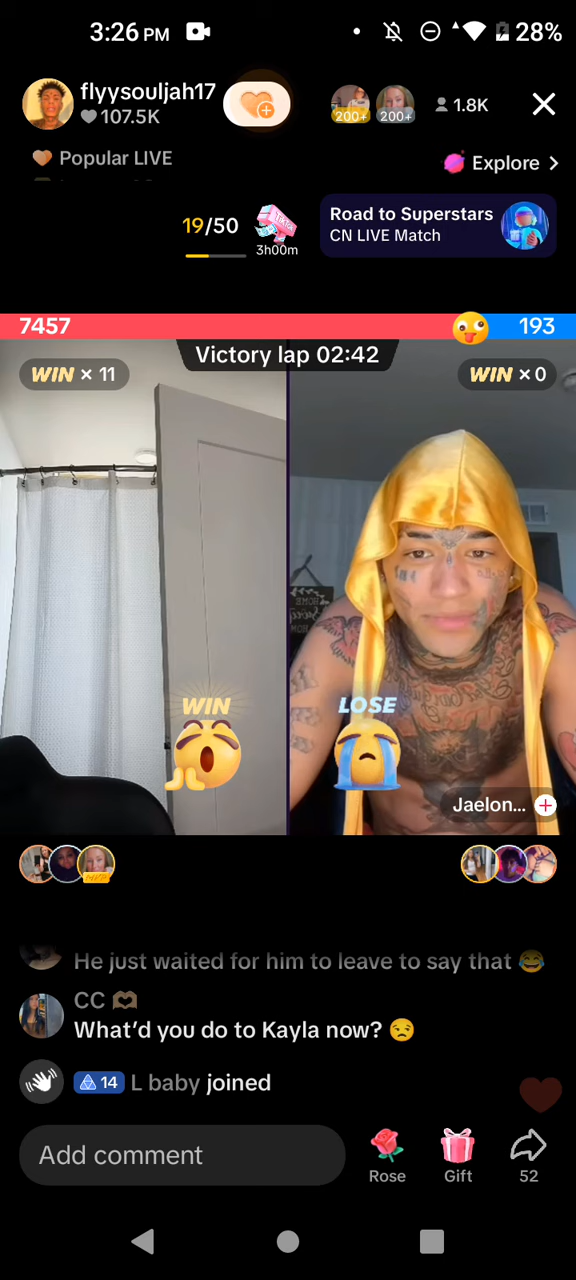 3:26 PM
28%
flyysouljah17
107.5K
200+
200+
1.8K
Popular LIVE
Explore
19/50
3h00m
Road to Superstars
CN LIVE Match
7457
193
Victory lap 02:42
WIN × 11
WIN × 0
HOME
WIN
LOSE
Jaelon...
He just waited for him to leave to say that 😂
CC 🫶🏽
What'd you do to Kayla now? 😒
14 L baby joined
Add comment
Rose
Gift
52